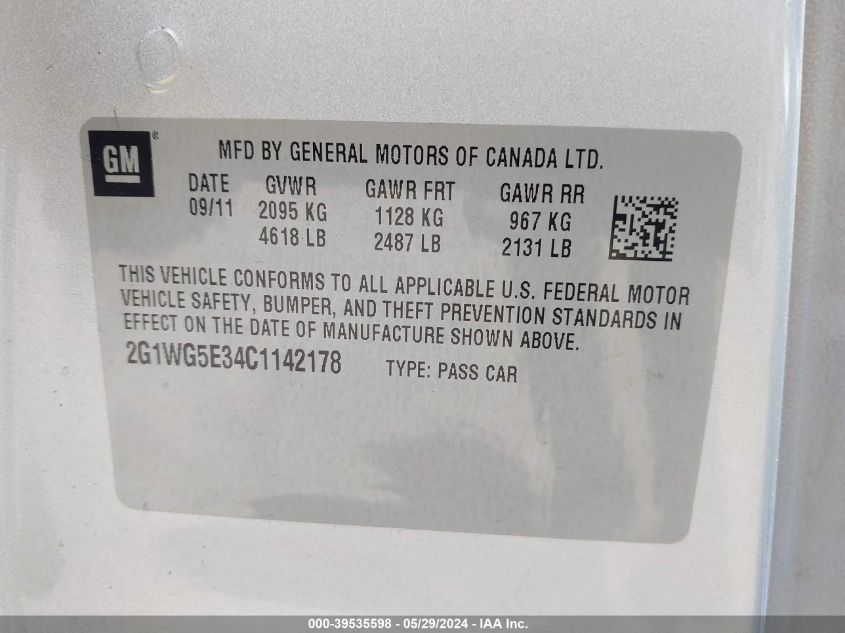 GM ®
MFD BY GENERAL MOTORS OF CANADA LTD.
DATE GVWR GAWR FRT GAWR RR
09/11 2095 KG 1128 KG 967 KG
4618 LB 2487 LB 2131 LB
THIS VEHICLE CONFORMS TO ALL APPLICABLE U.S. FEDERAL MOTOR
VEHICLE SAFETY, BUMPER, AND THEFT PREVENTION STANDARDS IN
EFFECT ON THE DATE OF MANUFACTURE SHOWN ABOVE.
2G1WG5E34C1142178 TYPE: PASS CAR
000-39535598 - 05/29/2024 - IAA Inc.